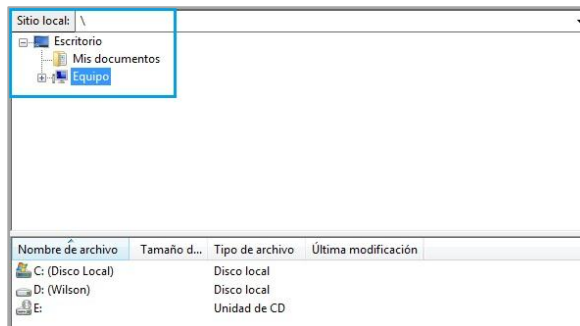 Sitio local: \
Escritorio
Mis documentos
Equipo
Nombre de archivo Tamaño d... Tipo de archivo Última modificación
C: (Disco Local) Disco local
D: (Wilson) Disco local
E: Unidad de CD